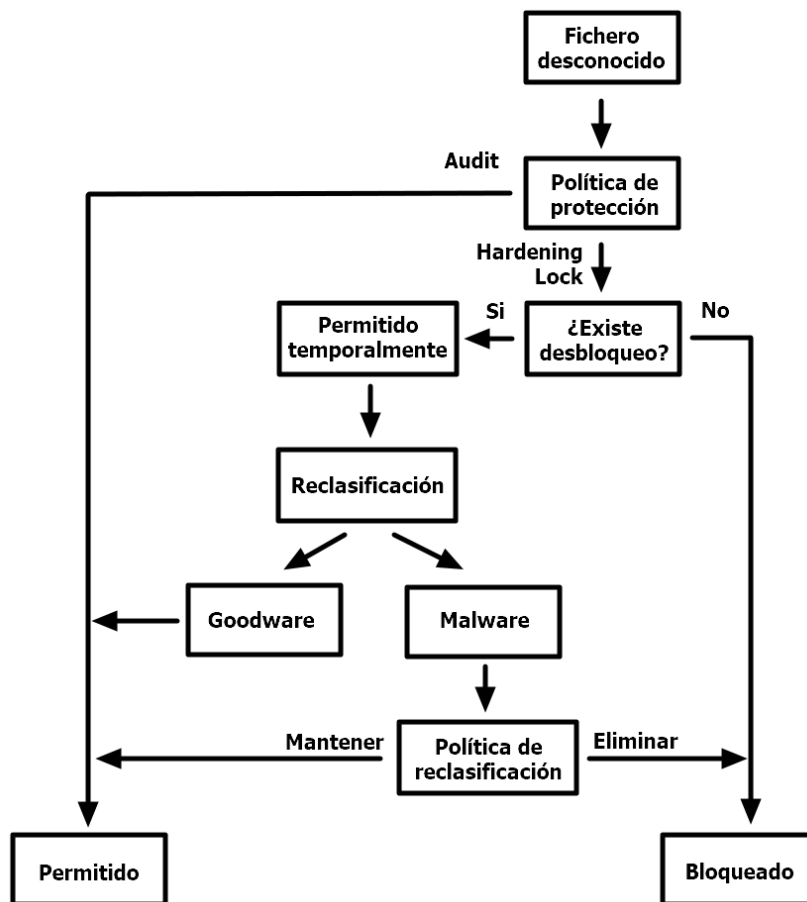 Fichero
desconocido
Audit
Política de
protección
Hardening
Lock
Si
No
Permitido
temporalmente
¿Existe
desbloqueo?
Reclasificación
Goodware
Malware
Mantener
Política de
reclasificación
Eliminar
Permitido
Bloqueado